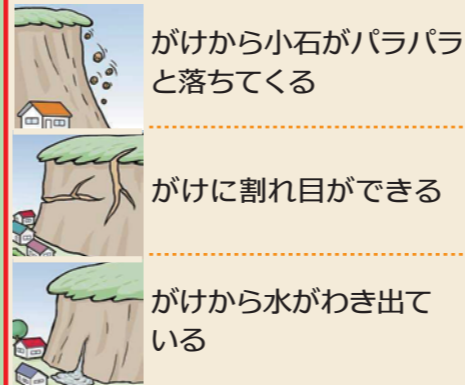 がけから小石がパラパラ
と落ちてくる
がけに割れ目ができる
がけから水がわき出て
いる